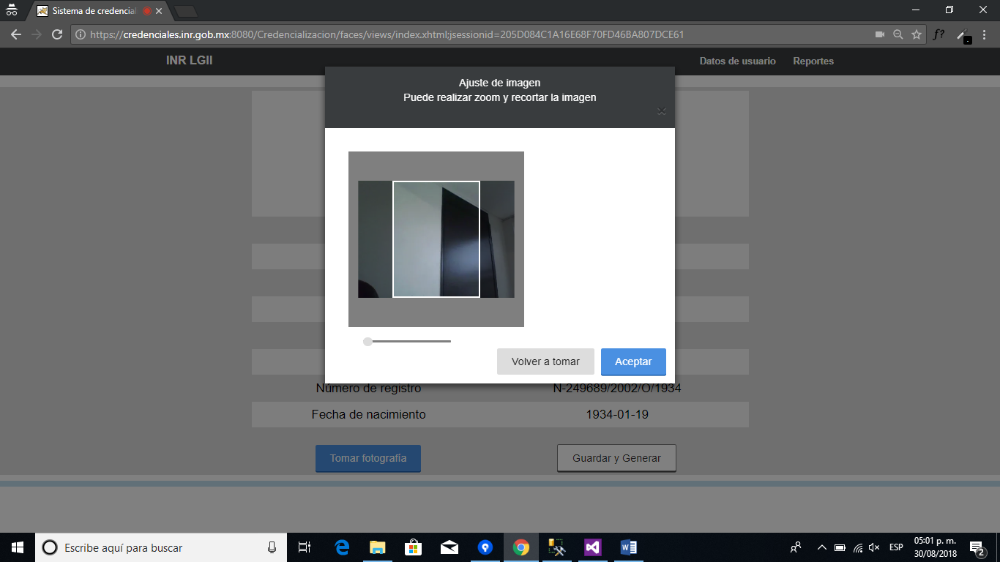 Sistema de credencial
https://credenciales.inr.gob.mx:8080/Credencializacion/faces/views/index.xhtml;jsessionid=205D084C1A16E68F70FD46BA807DCE61
f?
INR LGII
Datos de usuario
Reportes
Ajuste de imagen
Puede realizar zoom y recortar la imagen
Volver a tomar
Aceptar
Número de registro
N-249689/2002/O/1934
Fecha de nacimiento
1934-01-19
Tomar fotografía
Guardar y Generar
Escribe aquí para buscar
ESP
05:01 p. m.
30/08/2018
2